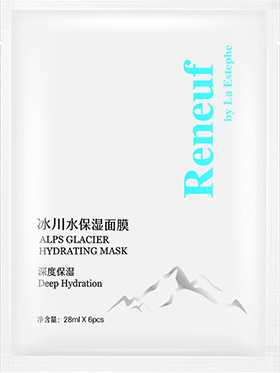 Reneuf
by La Estephe
冰川水保湿面膜
ALPS GLACIER
HYDRATING MASK
深度保湿
Deep Hydration
净含量: 28ml X 6pcs